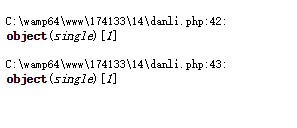 C:\wamp64\www\174133\14\danli.php:42:
object(single)[1]
C:\wamp64\www\174133\14\danli.php:43:
object(single)[1]